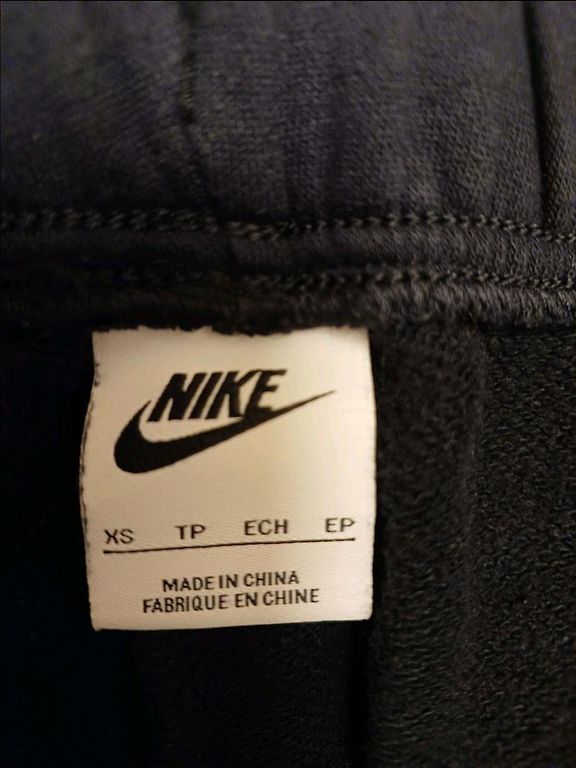 NIKE
XS TP ECH EP
MADE IN CHINA
FABRIQUE EN CHINE